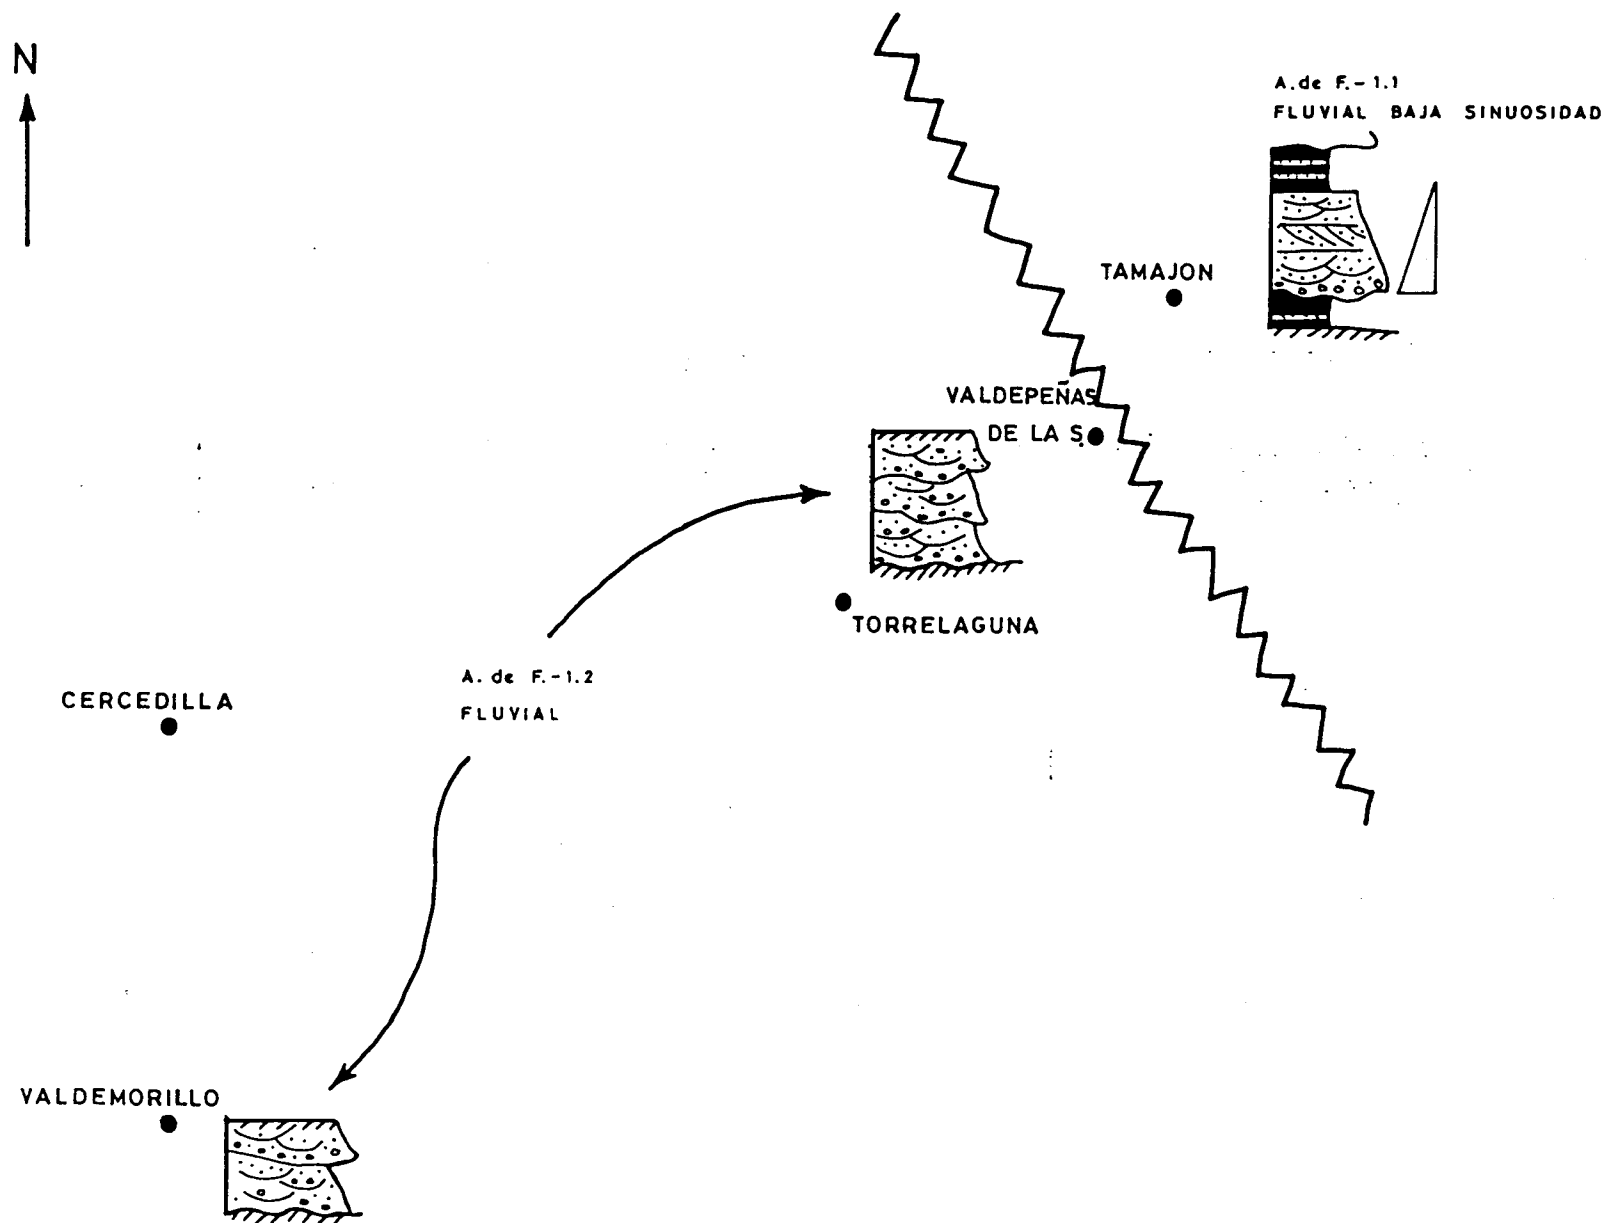 N
A. de F. - 1.1
FLUVIAL BAJA SINUOSIDAD
TAMAJON
VALDEPEÑAS
DE LA S.
TORRELAGUNA
A. de F. - 1.2
FLUVIAL
CERCEDILLA
VALDEMORILLO